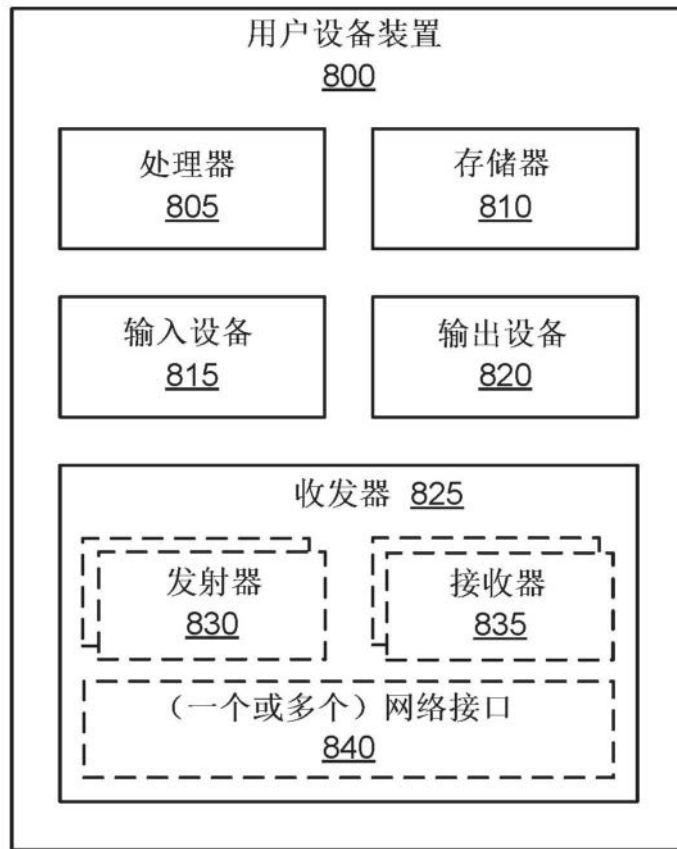 用户设备装置
800
处理器
805
存储器
810
输入设备
815
输出设备
820
收发器 825
发射器
830
接收器
835
（一个或多个）网络接口
840